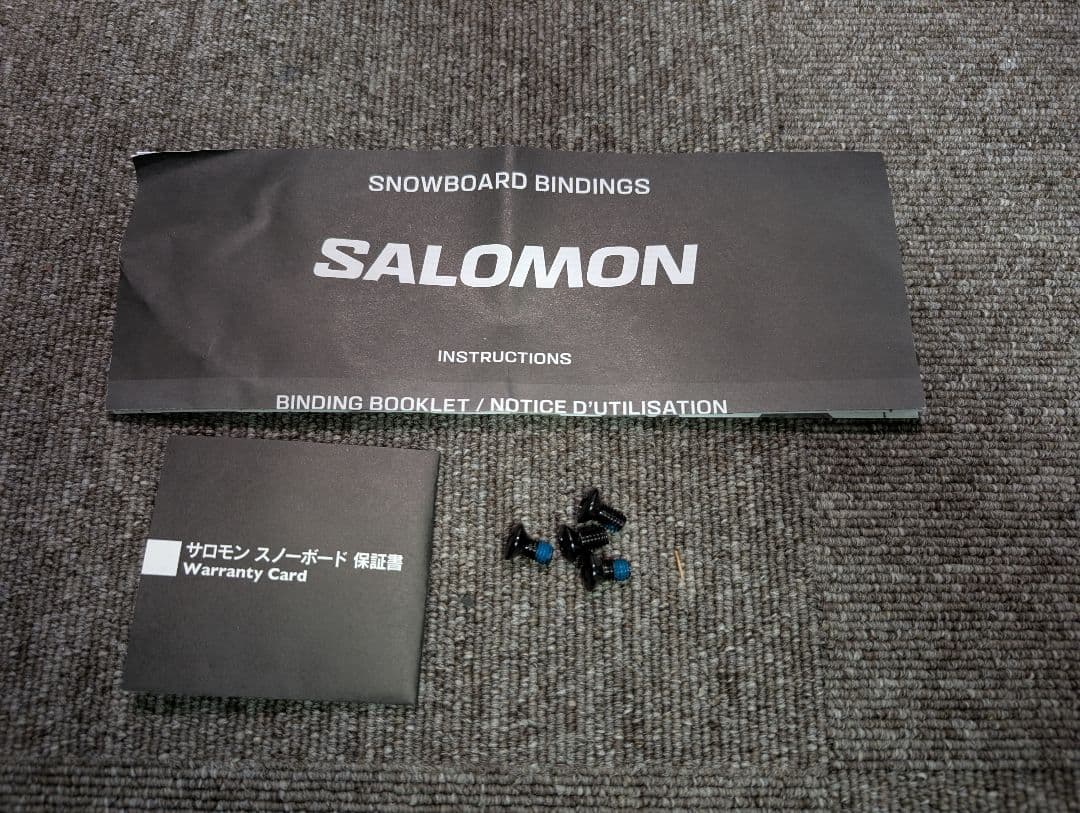 SNOWBOARD BINDINGS
SALOMON
INSTRUCTIONS
BINDING BOOKLET / NOTICE D'UTILISATION
サロモン スノーボード 保証書
Warranty Card